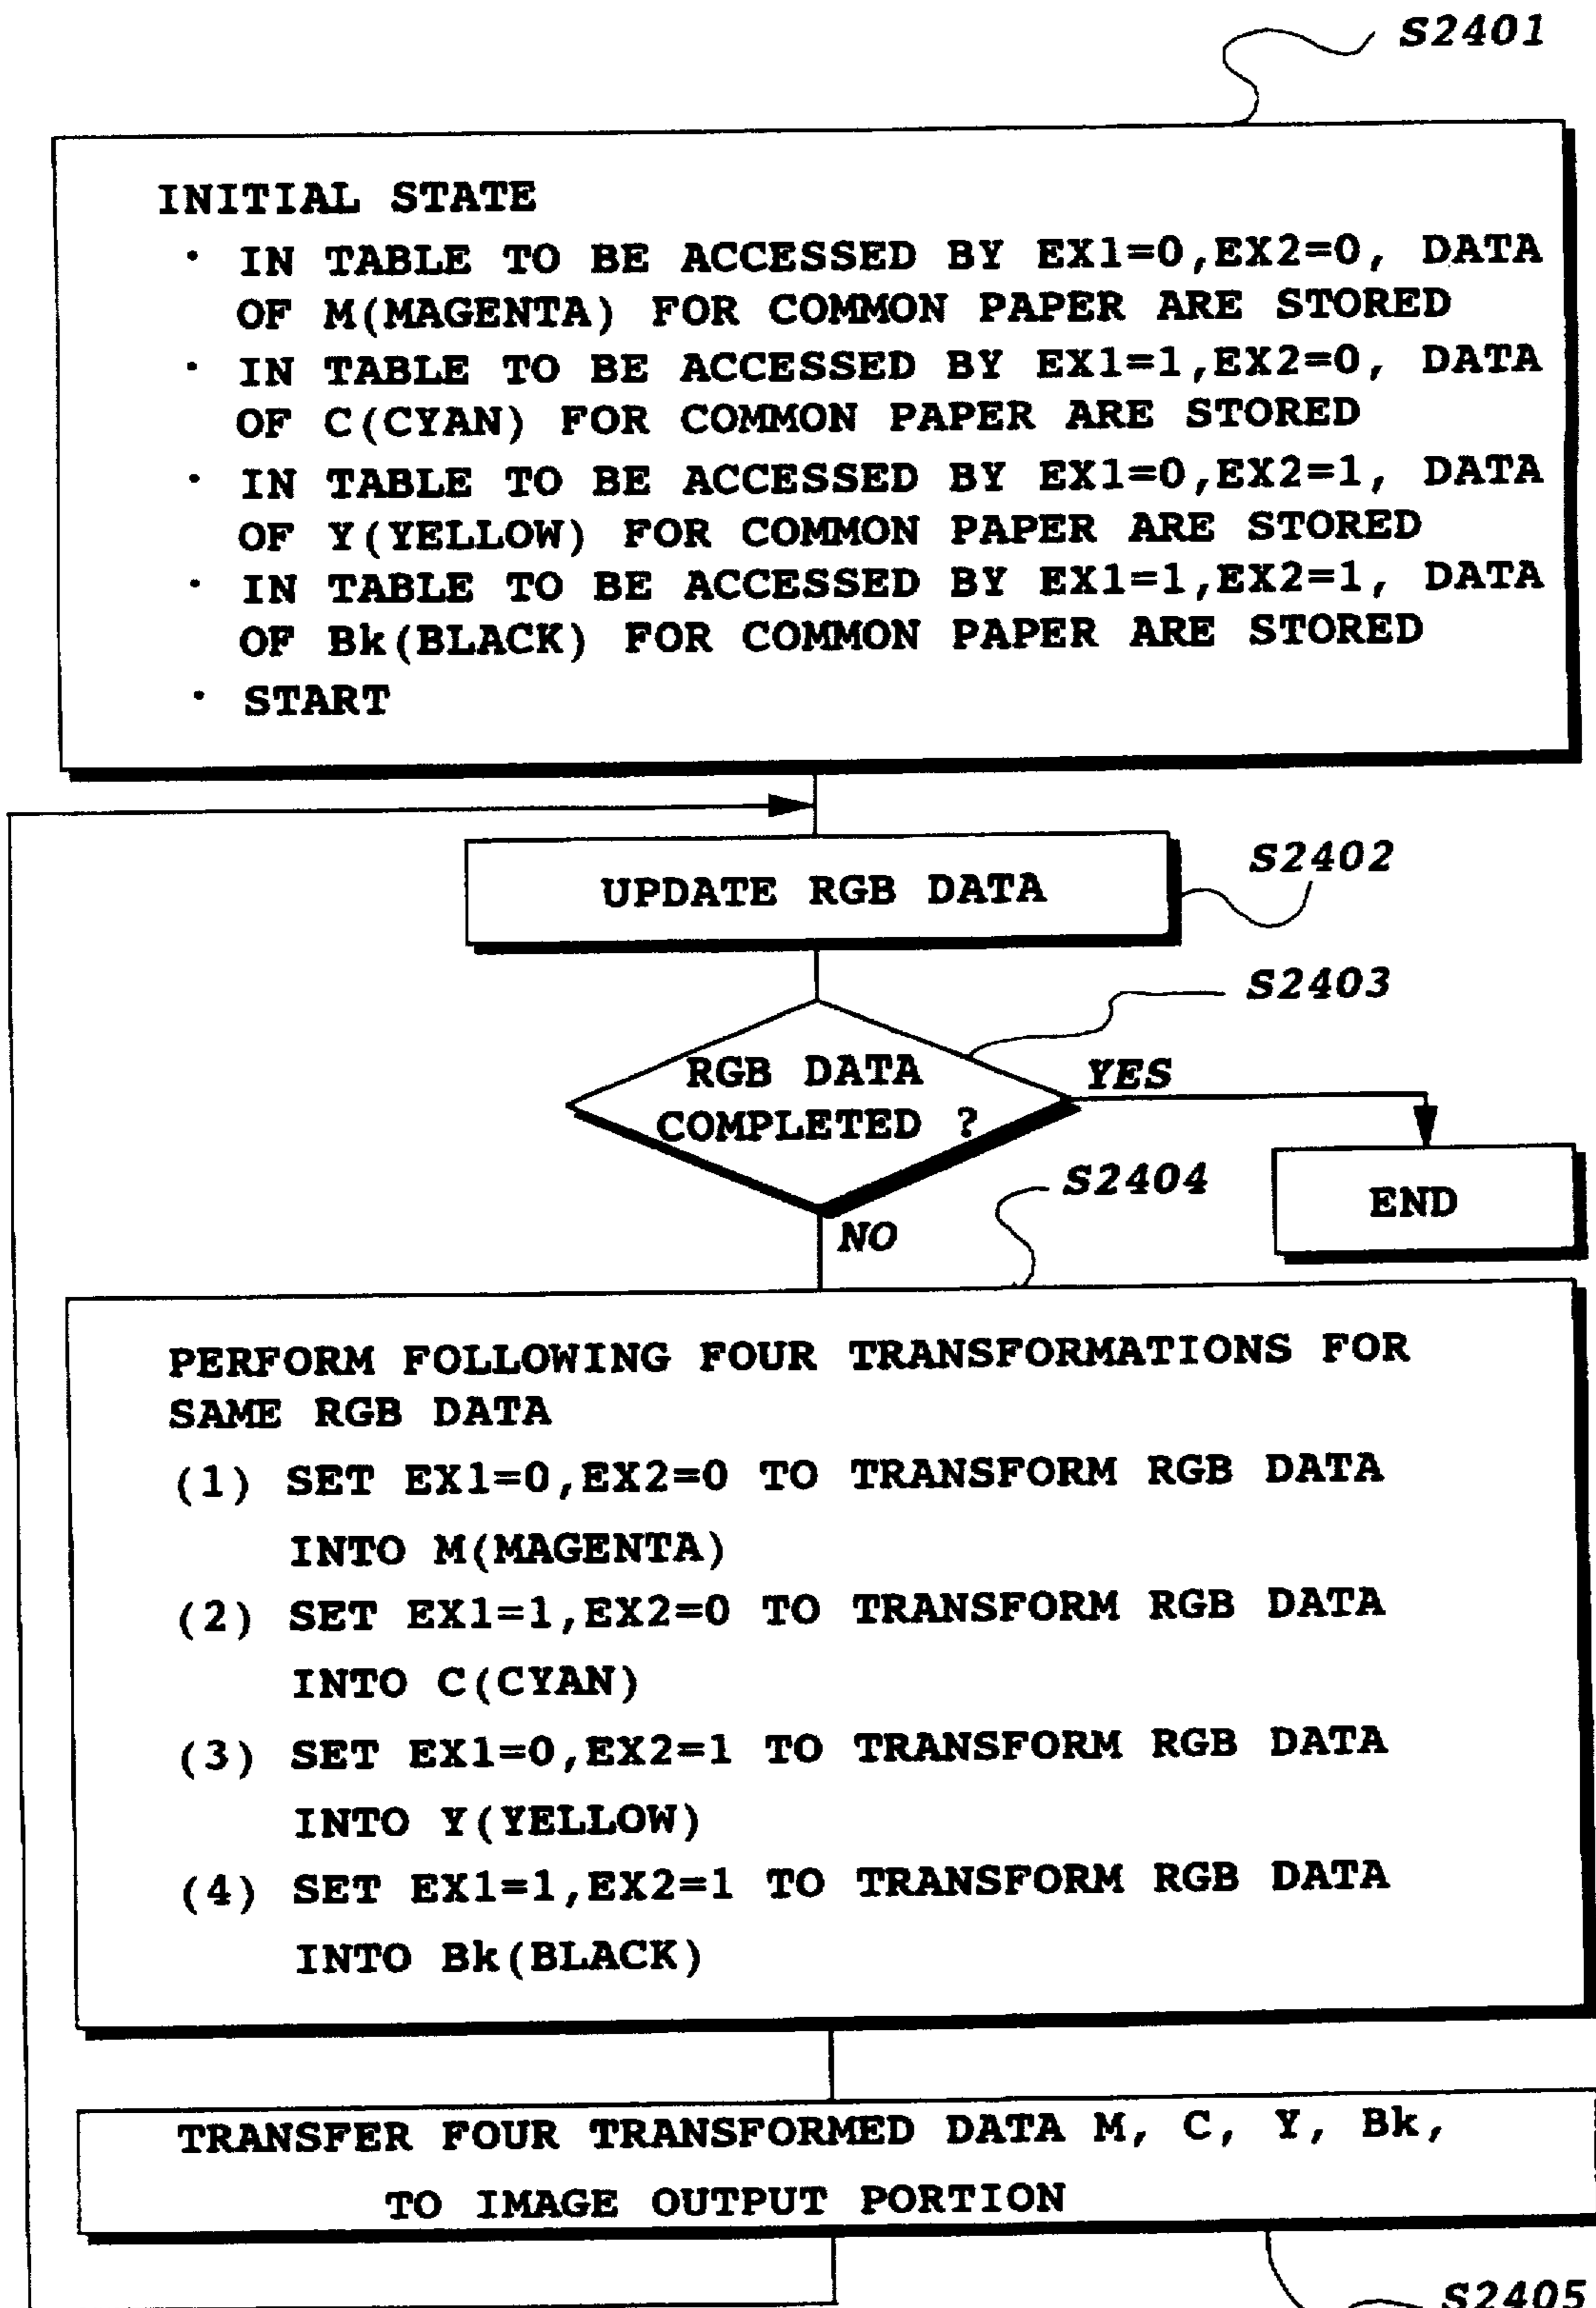 S2401
INITIAL STATE
· IN TABLE TO BE ACCESSED BY EX1=0,EX2=0, DATA
OF M(MAGENTA) FOR COMMON PAPER ARE STORED
· IN TABLE TO BE ACCESSED BY EX1=1,EX2=0, DATA
OF C(CYAN) FOR COMMON PAPER ARE STORED
· IN TABLE TO BE ACCESSED BY EX1=0,EX2=1, DATA
OF Y(YELLOW) FOR COMMON PAPER ARE STORED
· IN TABLE TO BE ACCESSED BY EX1=1,EX2=1, DATA
OF Bk(BLACK) FOR COMMON PAPER ARE STORED
· START
UPDATE RGB DATA
S2402
S2403
RGB DATA
COMPLETED ?
YES
END
S2404
NO
PERFORM FOLLOWING FOUR TRANSFORMATIONS FOR
SAME RGB DATA
(1) SET EX1=0,EX2=0 TO TRANSFORM RGB DATA
INTO M(MAGENTA)
(2) SET EX1=1,EX2=0 TO TRANSFORM RGB DATA
INTO C(CYAN)
(3) SET EX1=0,EX2=1 TO TRANSFORM RGB DATA
INTO Y(YELLOW)
(4) SET EX1=1,EX2=1 TO TRANSFORM RGB DATA
INTO Bk(BLACK)
TRANSFER FOUR TRANSFORMED DATA M, C, Y, Bk,
TO IMAGE OUTPUT PORTION
S2405